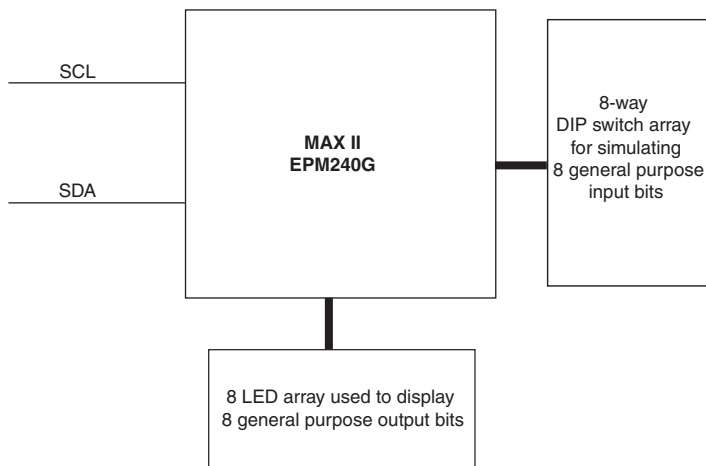 SCL
SDA
MAX II
EPM240G
8-way
DIP switch array
for simulating
8 general purpose
input bits
8 LED array used to display
8 general purpose output bits